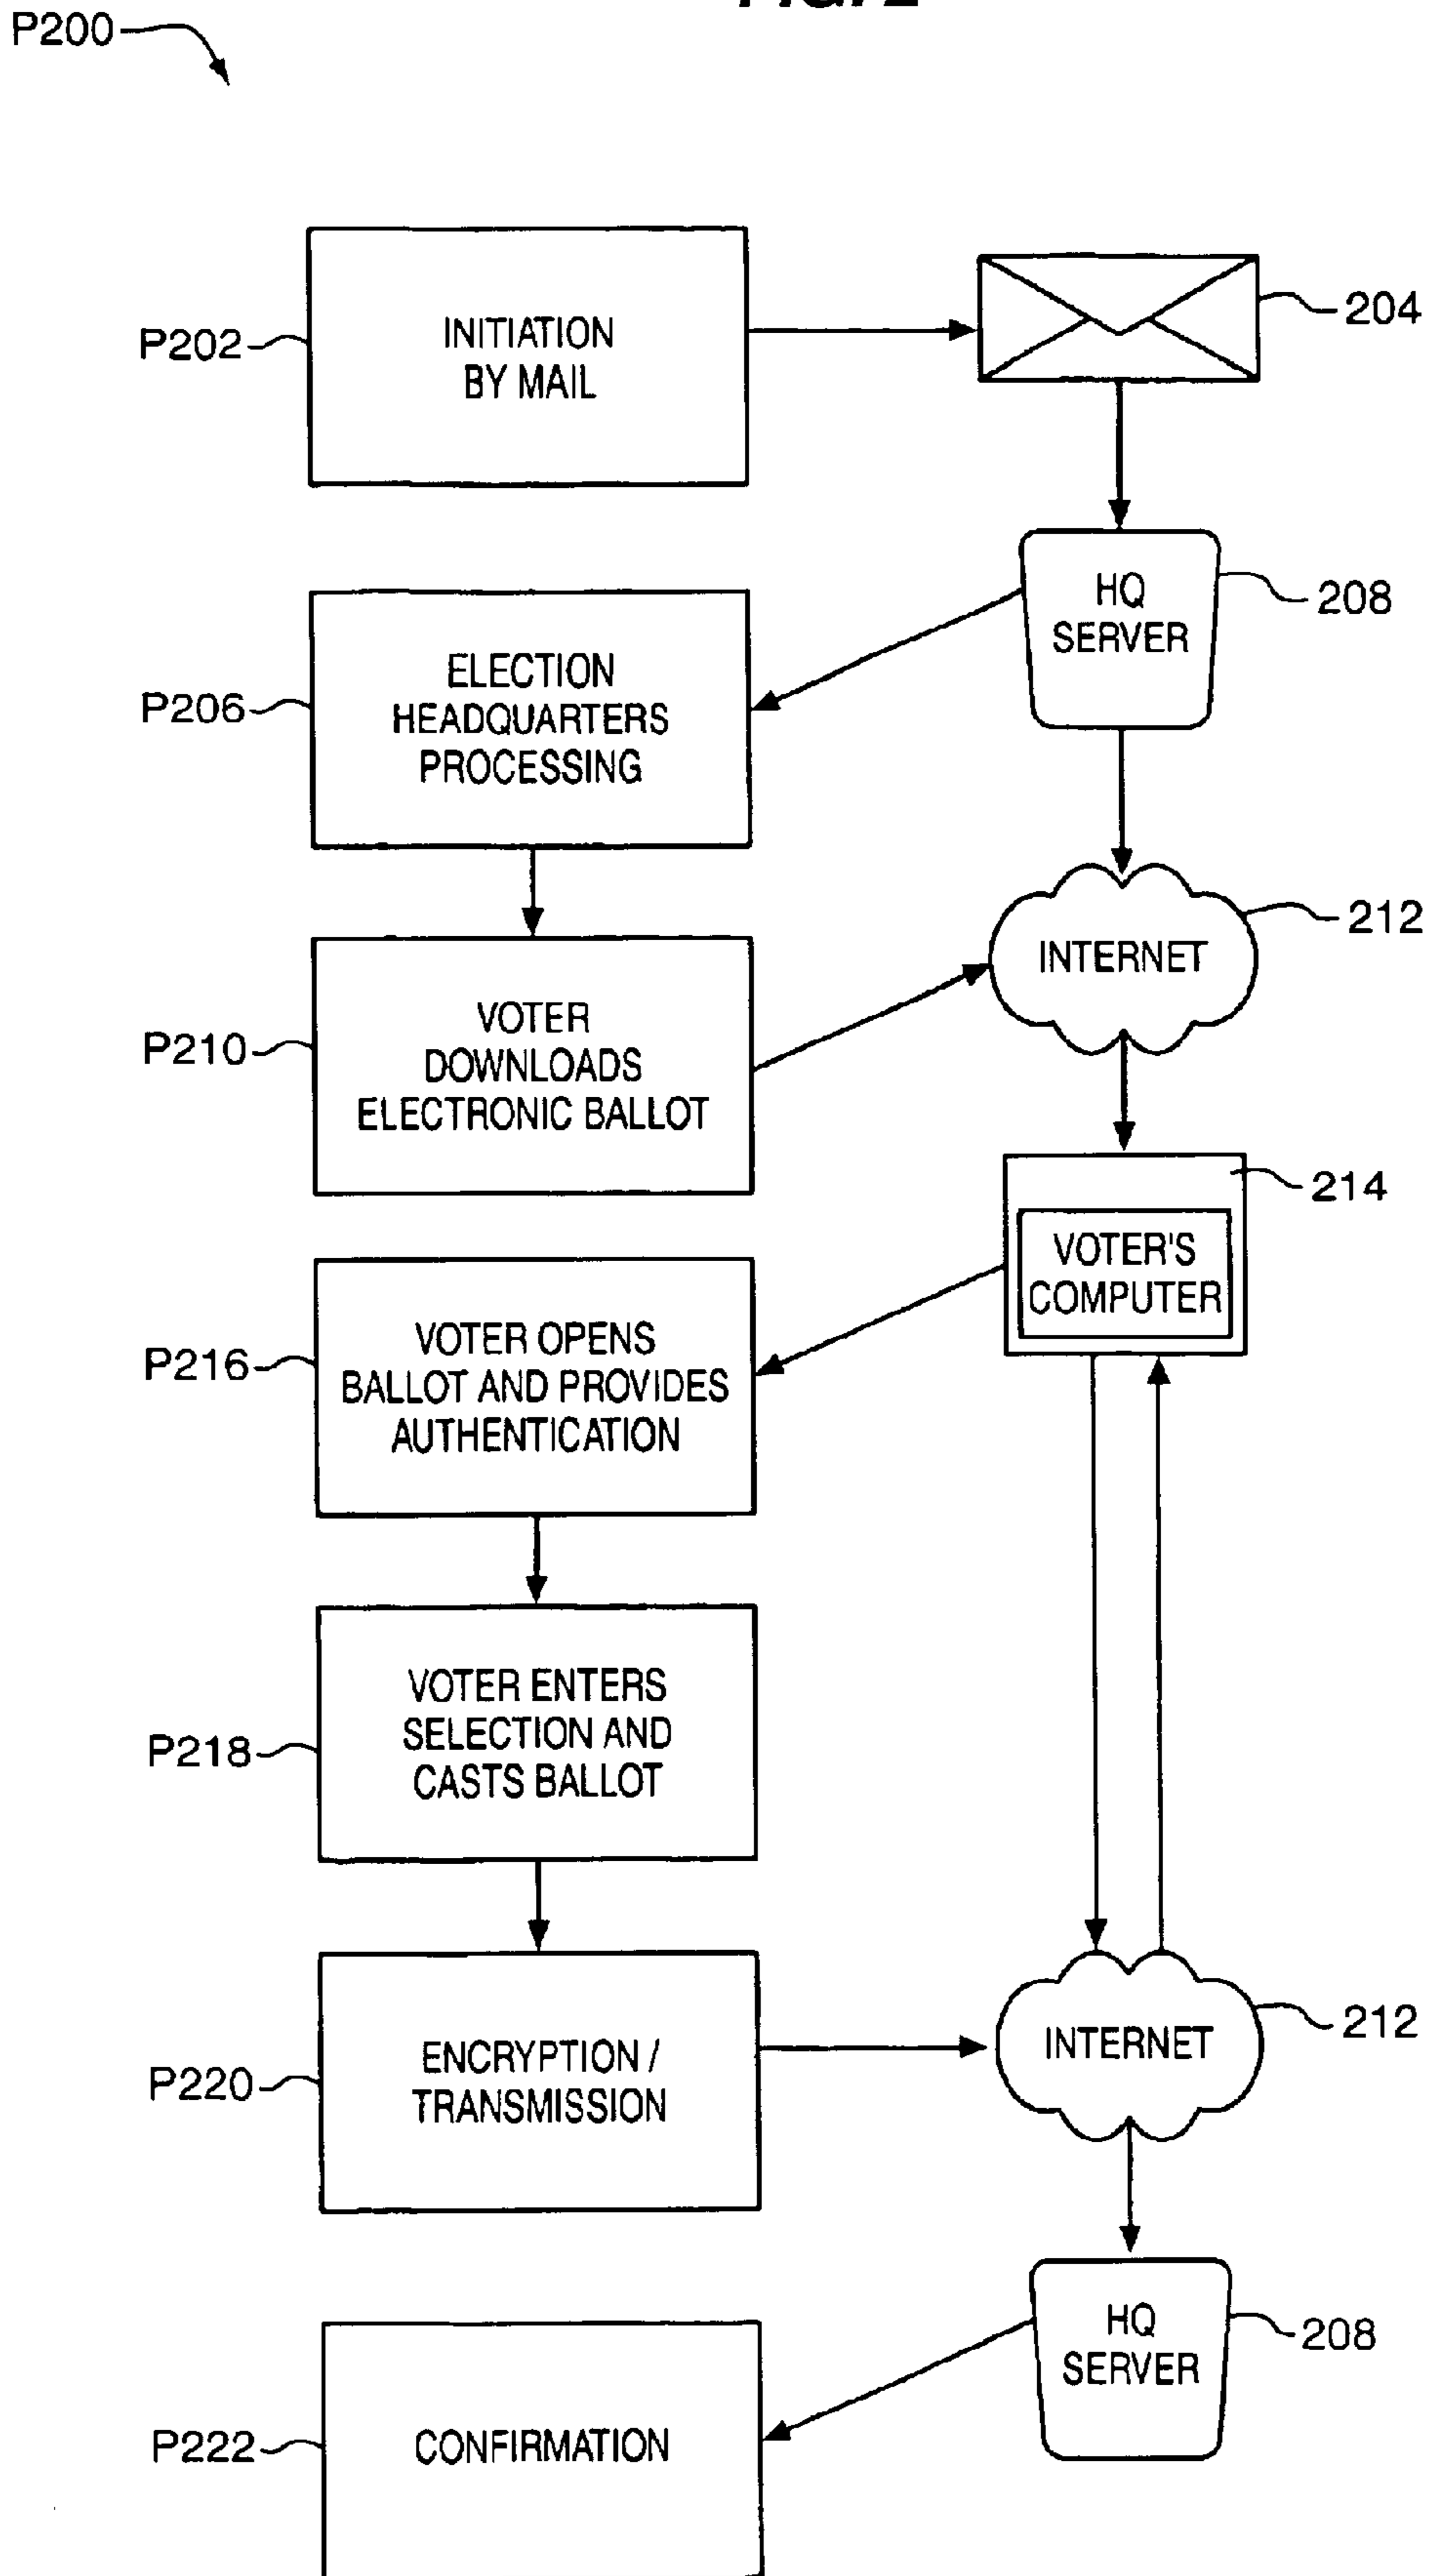 P200
P202
INITIATION
BY MAIL
204
HQ
SERVER
208
P206
ELECTION
HEADQUARTERS
PROCESSING
INTERNET
212
P210
VOTER
DOWNLOADS
ELECTRONIC BALLOT
214
VOTER'S
COMPUTER
P216
VOTER OPENS
BALLOT AND PROVIDES
AUTHENTICATION
P218
VOTER ENTERS
SELECTION AND
CASTS BALLOT
P220
ENCRYPTION /
TRANSMISSION
INTERNET
212
HQ
SERVER
208
P222
CONFIRMATION